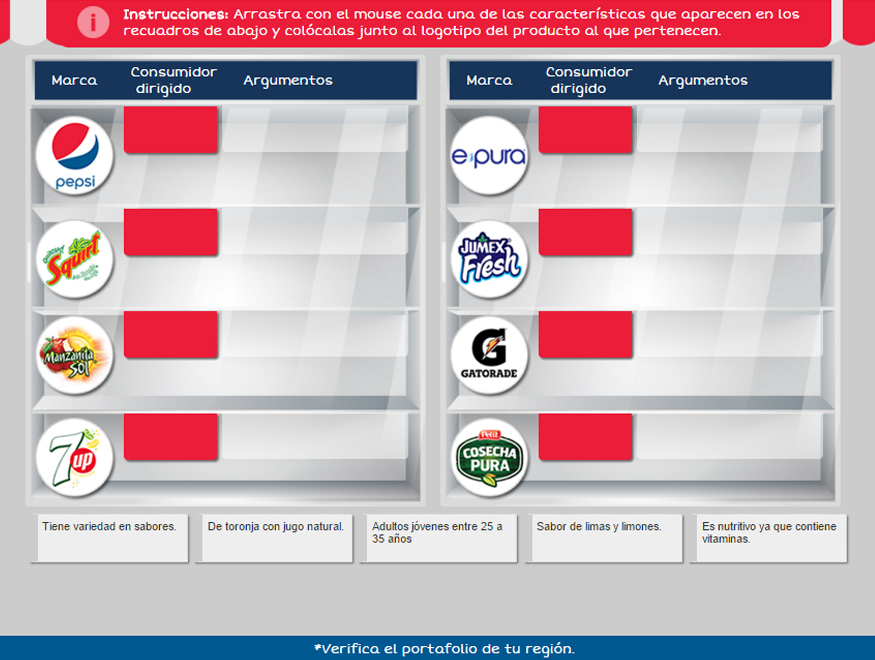 Instrucciones: Arrastra con el mouse cada una de las características que aparecen en los
recuadros de abajo y colócalas junto al logotipo del producto al que pertenecen.
Marca
Consumidor
dirigido
Argumentos
Marca
Consumidor
dirigido
Argumentos
pepsi
e·pura
Squirt
JUMEX
Fresh
Manzanita
Sol
G
GATORADE
7up
Petit
COSECHA
PURA
Tiene variedad en sabores.
De toronja con jugo natural.
Adultos jóvenes entre 25 a
35 años
Sabor de limas y limones.
Es nutritivo ya que contiene
vitaminas.
*Verifica el portafolio de tu región.